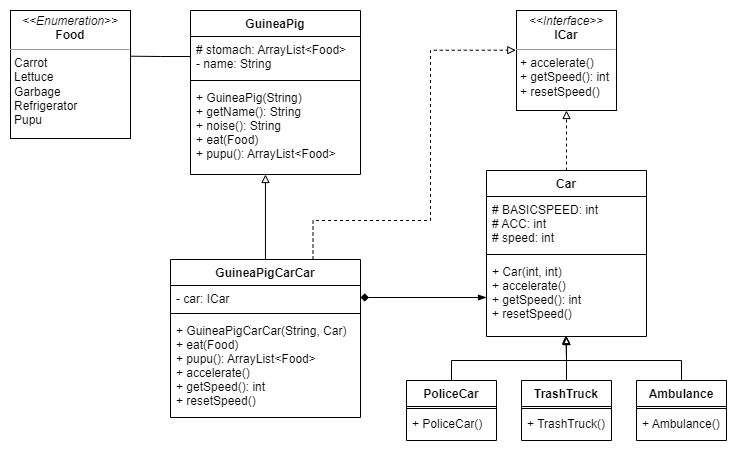 <<Enumeration>>
Food
Carrot
Lettuce
Garbage
Refrigerator
Pupu
GuineaPig
# stomach: ArrayList<Food>
- name: String
+ GuineaPig(String)
+ getName(): String
+ noise(): String
+ eat(Food)
+ pupu(): ArrayList<Food>
<<Interface>>
ICar
+ accelerate()
+ getSpeed(): int
+ resetSpeed()
Car
# BASICSPEED: int
# ACC: int
# speed: int
+ Car(int, int)
+ accelerate()
+ getSpeed(): int
+ resetSpeed()
GuineaPigCarCar
- car: ICar
+ GuineaPigCarCar(String, Car)
+ eat(Food)
+ pupu(): ArrayList<Food>
+ accelerate()
+ getSpeed(): int
+ resetSpeed()
PoliceCar
+ PoliceCar()
TrashTruck
+ TrashTruck()
Ambulance
+ Ambulance()